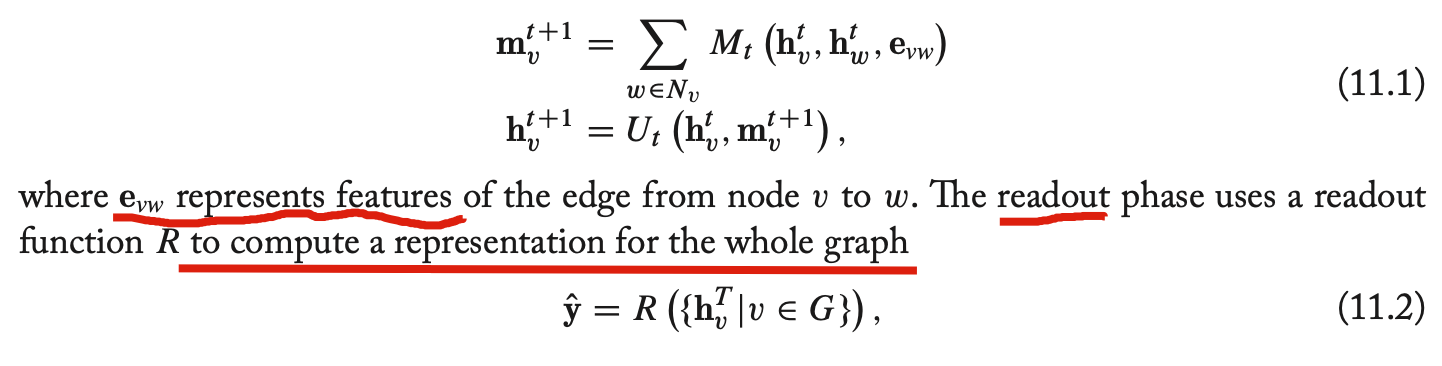 m_v^{t+1} = ∑_{w∈N_v} M_t (h_v^t, h_w^t, e_{vw})
(11.1)
h_v^{t+1} = U_t (h_v^t, m_v^{t+1}),
where e_{vw} represents features of the edge from node v to w. The readout phase uses a readout
function R to compute a representation for the whole graph
ŷ = R ({h_v^T|v ∈ G}), (11.2)